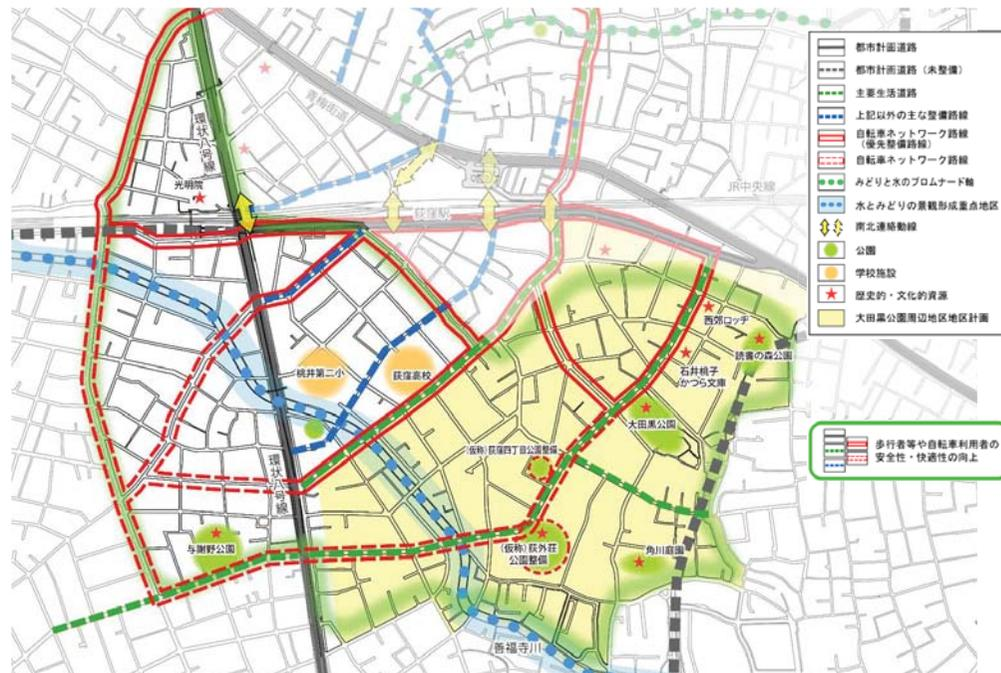 都市計画道路
都市計画道路（未整備）
主要生活道路
上記以外の主な整備路線
自転車ネットワーク路線
（優先整備路線）
自転車ネットワーク路線
みどりと水のプロムナード軸
水とみどりの景観形成重点地区
南北連絡動線
公園
学校施設
歴史的・文化的資源
大田黒公園周辺地区地区計画
歩行者等や自転車利用者の
安全性・快適性の向上
青梅街道
環状八号線
光明院
荻窪駅
JR中央線
西郊ロッヂ
読書の森公園
石井桃子
かつら文庫
桃井第二小
荻窪高校
大田黒公園
（仮称）荻窪四丁目公園整備
環状八号線
与謝野公園
（仮称）荻外荘
公園整備
角川庭園
善福寺川